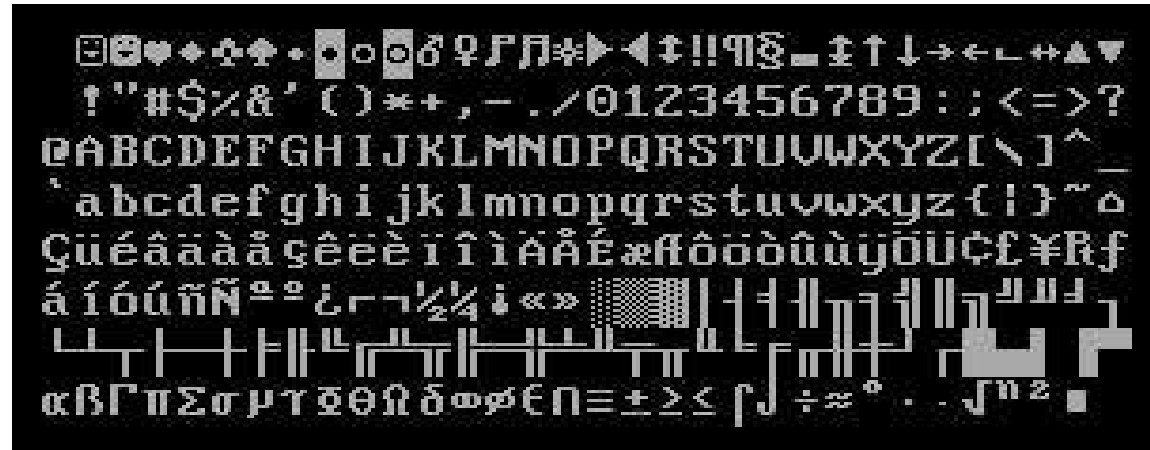 ☺☻♥♦♣♠•◘○◙♂♀♪♫☼►◄↕‼¶§▬↨↑↓→←∟↔▲▼
!"#$%&'()*+,-./0123456789:;<=>?
@ABCDEFGHIJKLMNOPQRSTUVWXYZ[\]^_
`abcdefghijklmnopqrstuvwxyz{¦}~⌂
ÇüéâäàåçêëèïîìÄÅÉæÆôöòûùÿÖÜ¢£¥₧ƒ
áíóúñÑªº¿⌐¬½¼¡«»░▒▓│┤╡╢╖╕╣║╗╝╜╛┐
└┴┬├─┼╞╟╚╔╩╦╠═╬╧╨╤╥╙╘╒╓╫╪┘┌█▄▌▐▀
αßΓπΣσµτΦΘΩδ∞φε∩≡±≥≤⌠⌡÷≈°∙·√ⁿ²■